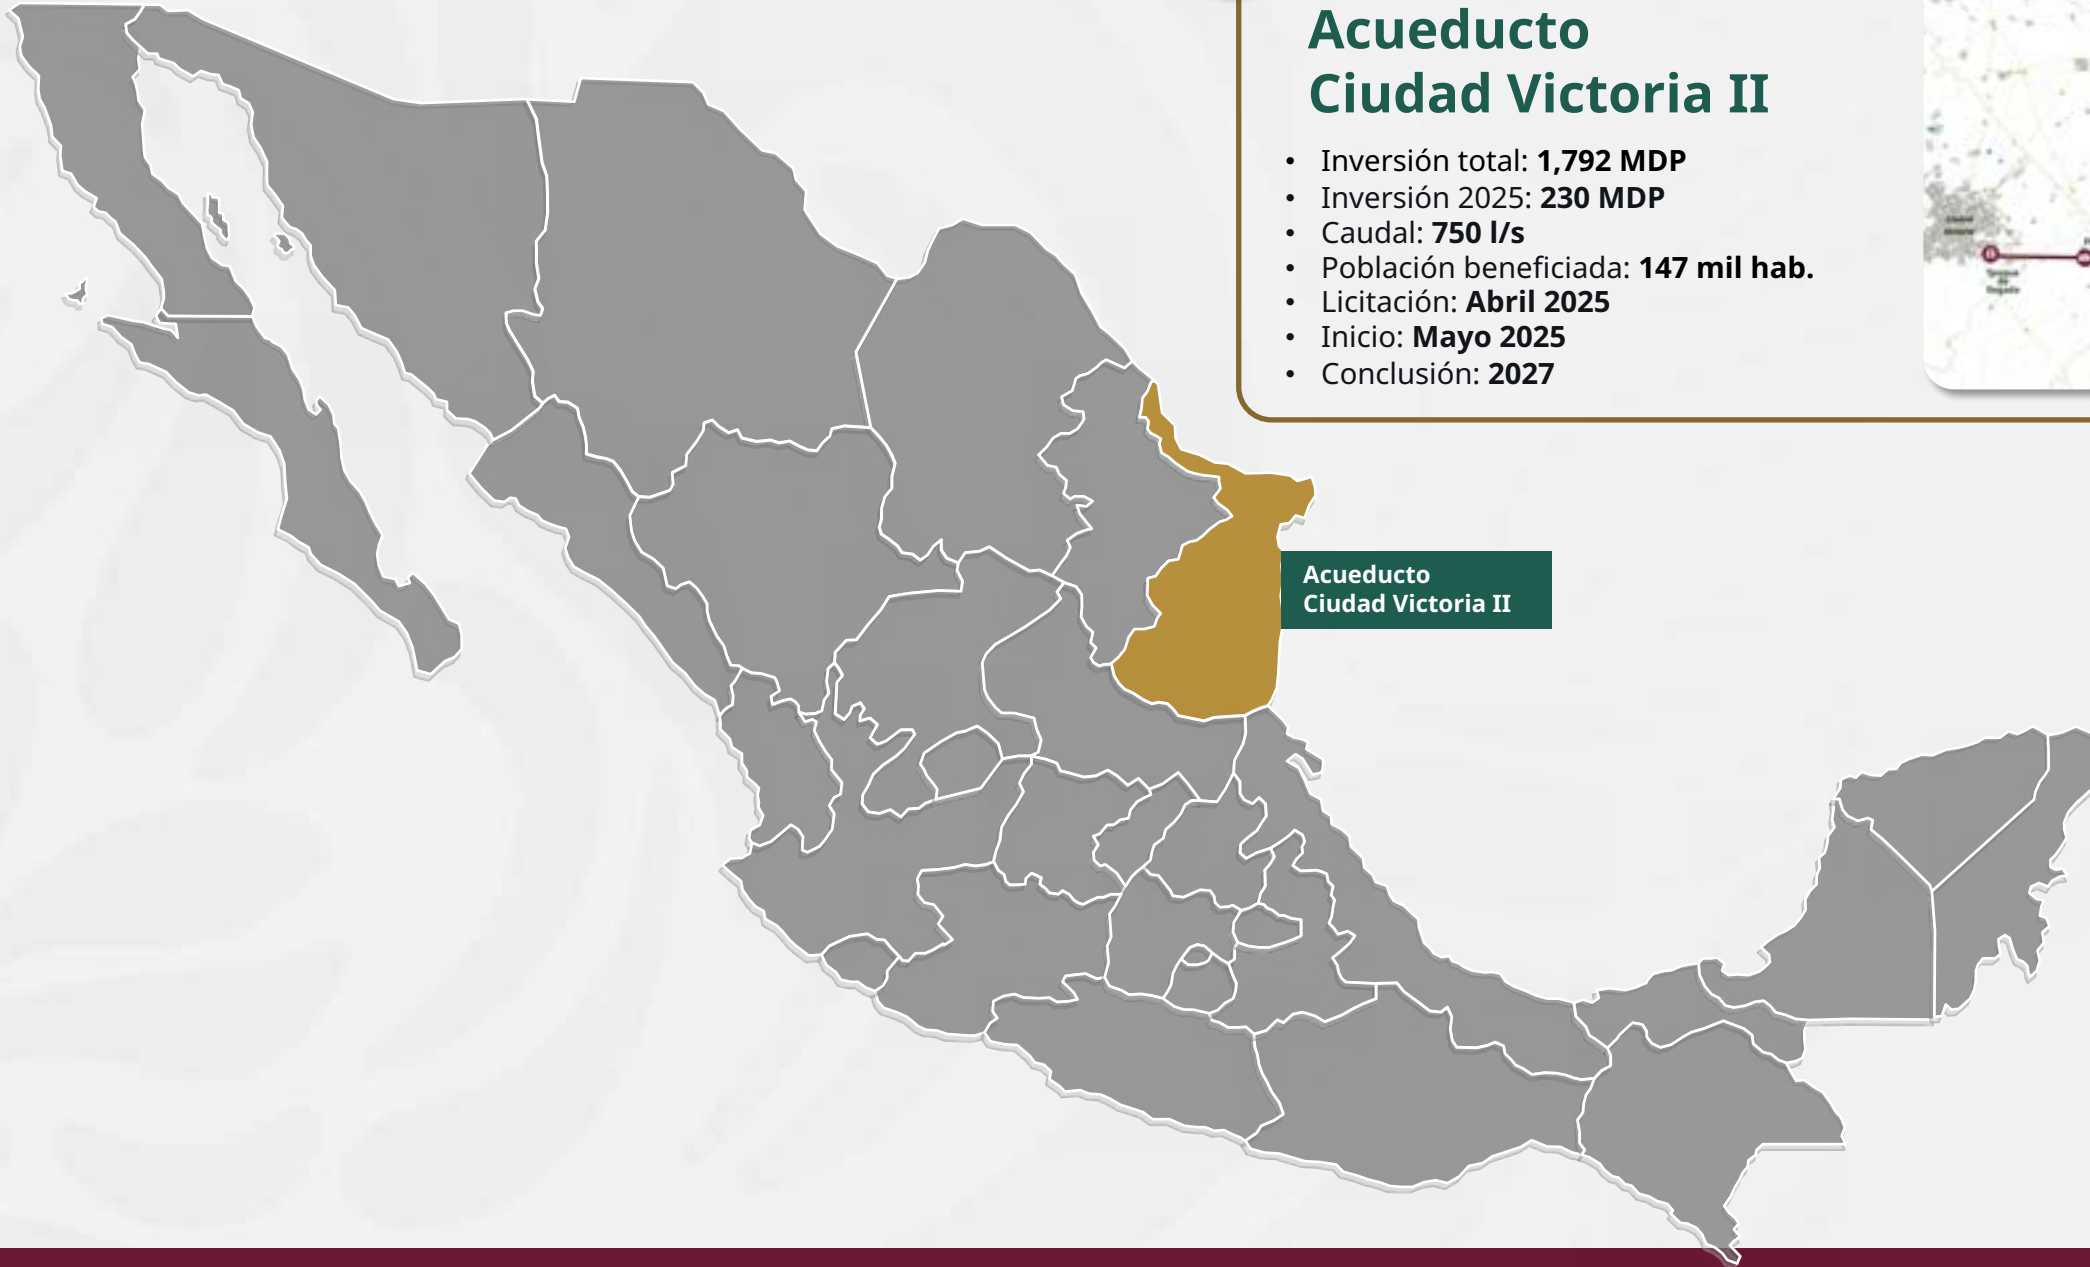 Acueducto
Ciudad Victoria II
• Inversión total: 1,792 MDP
• Inversión 2025: 230 MDP
• Caudal: 750 l/s
• Población beneficiada: 147 mil hab.
• Licitación: Abril 2025
• Inicio: Mayo 2025
• Conclusión: 2027
Acueducto
Ciudad Victoria II